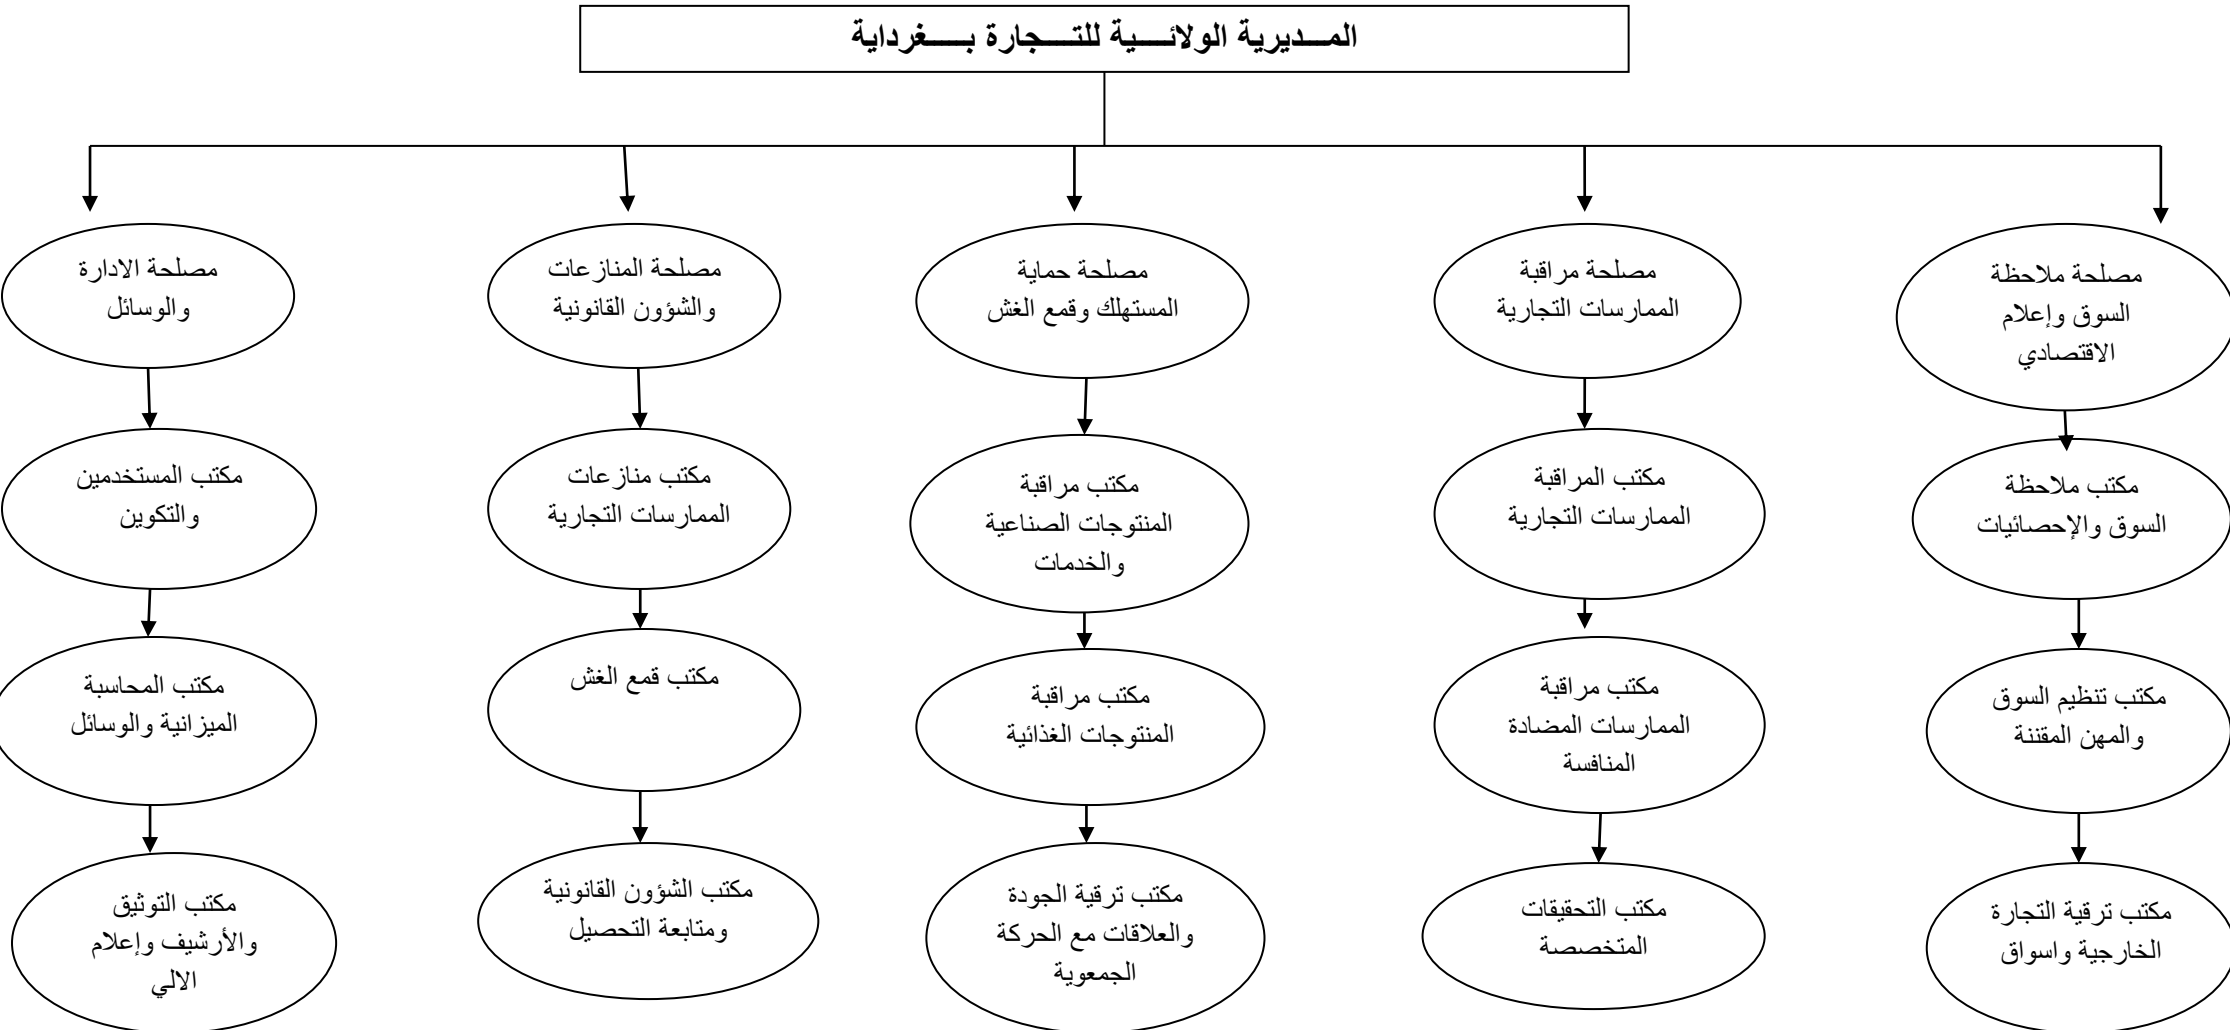 المـــديرية الولائــــية للتــــجارة بـــــغرداية
مصلحة ملاحظة
السوق وإعلام
الاقتصادي
مصلحة مراقبة
الممارسات التجارية
مصلحة حماية
المستهلك وقمع الغش
مصلحة المنازعات
والشؤون القانونية
مصلحة الادارة
والوسائل
مكتب ملاحظة
السوق والإحصائيات
مكتب المراقبة
الممارسات التجارية
مكتب مراقبة
المنتوجات الصناعية
والخدمات
مكتب منازعات
الممارسات التجارية
مكتب المستخدمين
والتكوين
مكتب تنظيم السوق
والمهن المقننة
مكتب مراقبة
الممارسات المضادة
المنافسة
مكتب مراقبة
المنتوجات الغذائية
مكتب قمع الغش
مكتب المحاسبة
الميزانية والوسائل
مكتب ترقية التجارة
الخارجية واسواق
مكتب التحقيقات
المتخصصة
مكتب ترقية الجودة
والعلاقات مع الحركة
الجمعوية
مكتب الشؤون القانونية
ومتابعة التحصيل
مكتب التوثيق
والأرشيف وإعلام
الالي